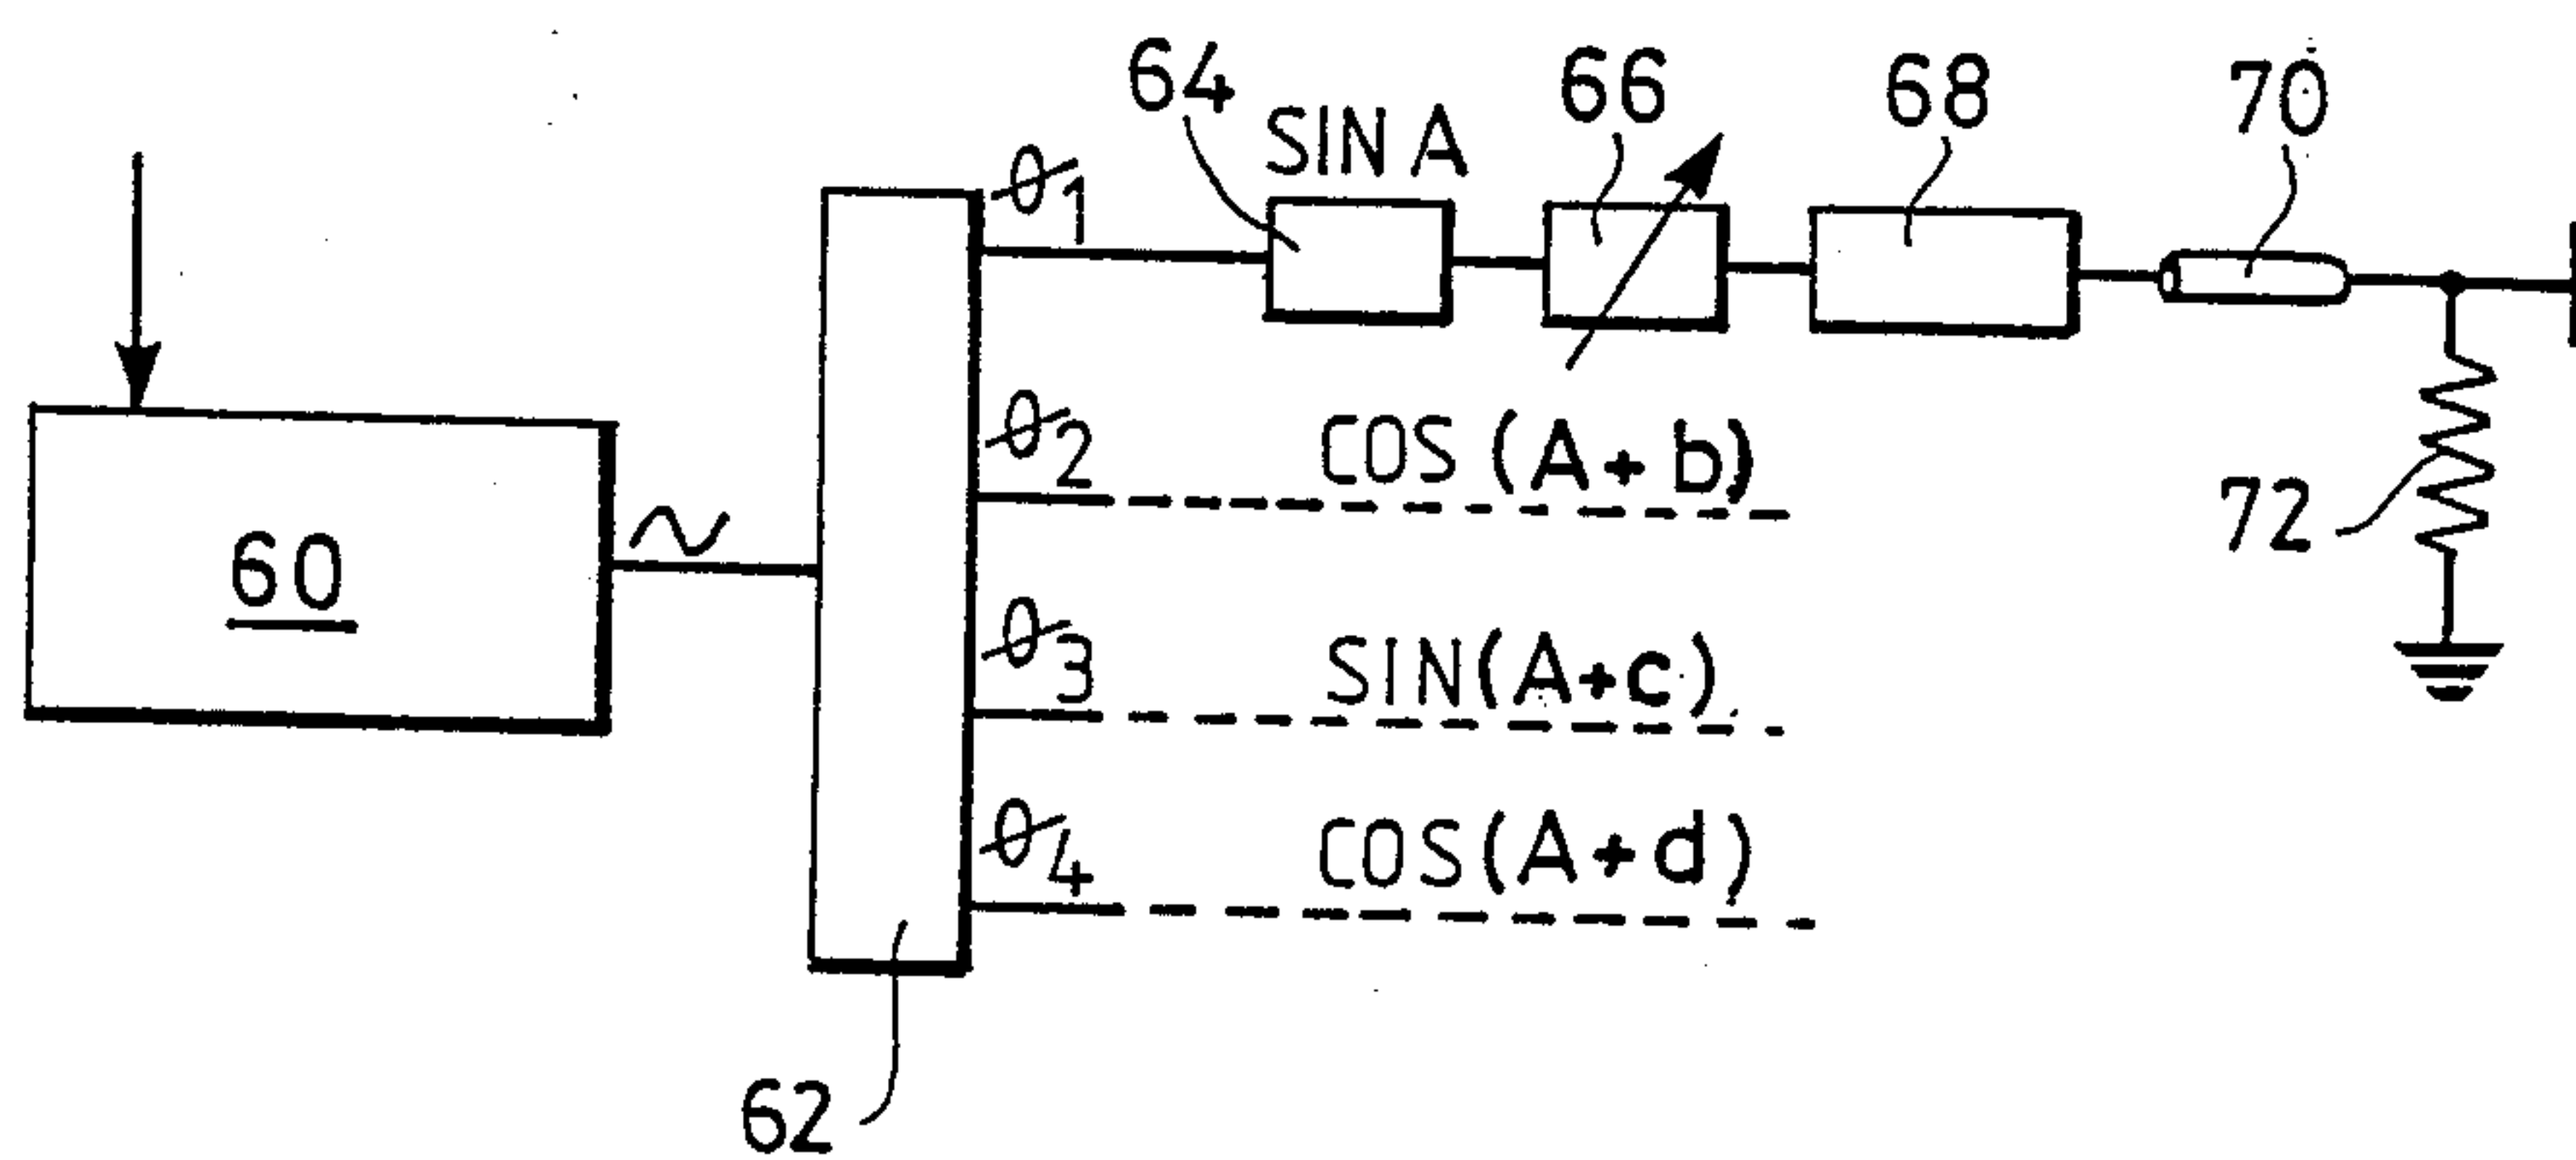 64
SIN A
66
68
70
θ1
θ2
COS (A + b)
72
60
θ3
SIN(A+c)
θ4
COS(A+d)
62